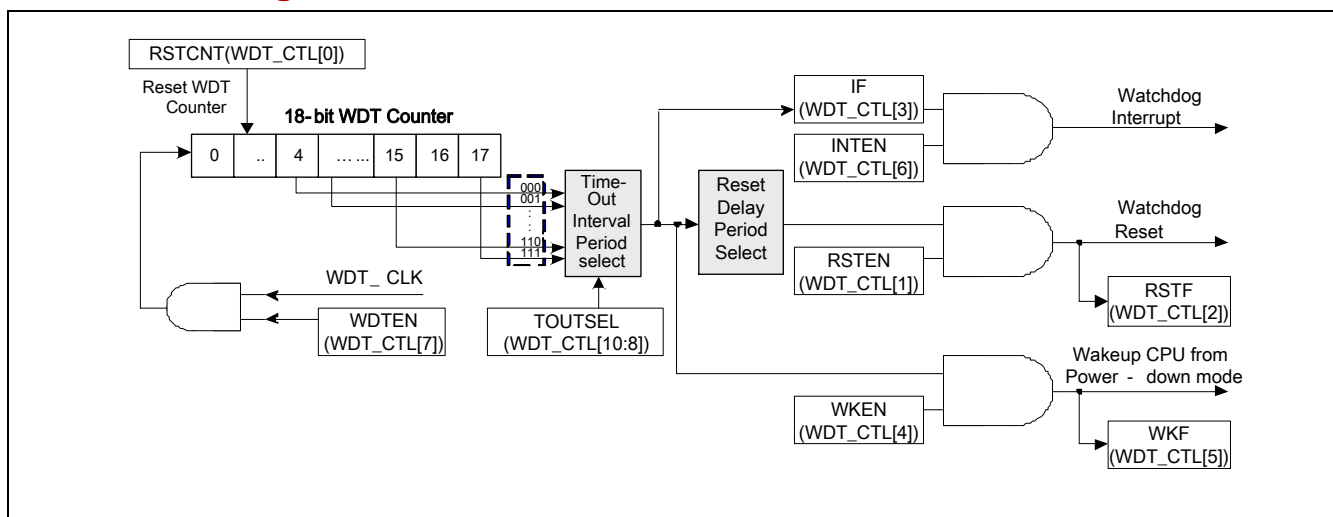 RSTCNT(WDT_CTL[0])
Reset WDT
Counter
18- bit WDT Counter
0 .. 4 ... ... 15 16 17
000
001
:
:
110
111
Time-
Out
Interval
Period
select
TOUTSEL
(WDT_CTL[10:8])
WDT_ CLK
WDTEN
(WDT_CTL[7])
Reset
Delay
Period
Select
IF
(WDT_CTL[3])
INTEN
(WDT_CTL[6])
Watchdog
Interrupt
RSTEN
(WDT_CTL[1])
Watchdog
Reset
RSTF
(WDT_CTL[2])
WKEN
(WDT_CTL[4])
Wakeup CPU from
Power - down mode
WKF
(WDT_CTL[5])